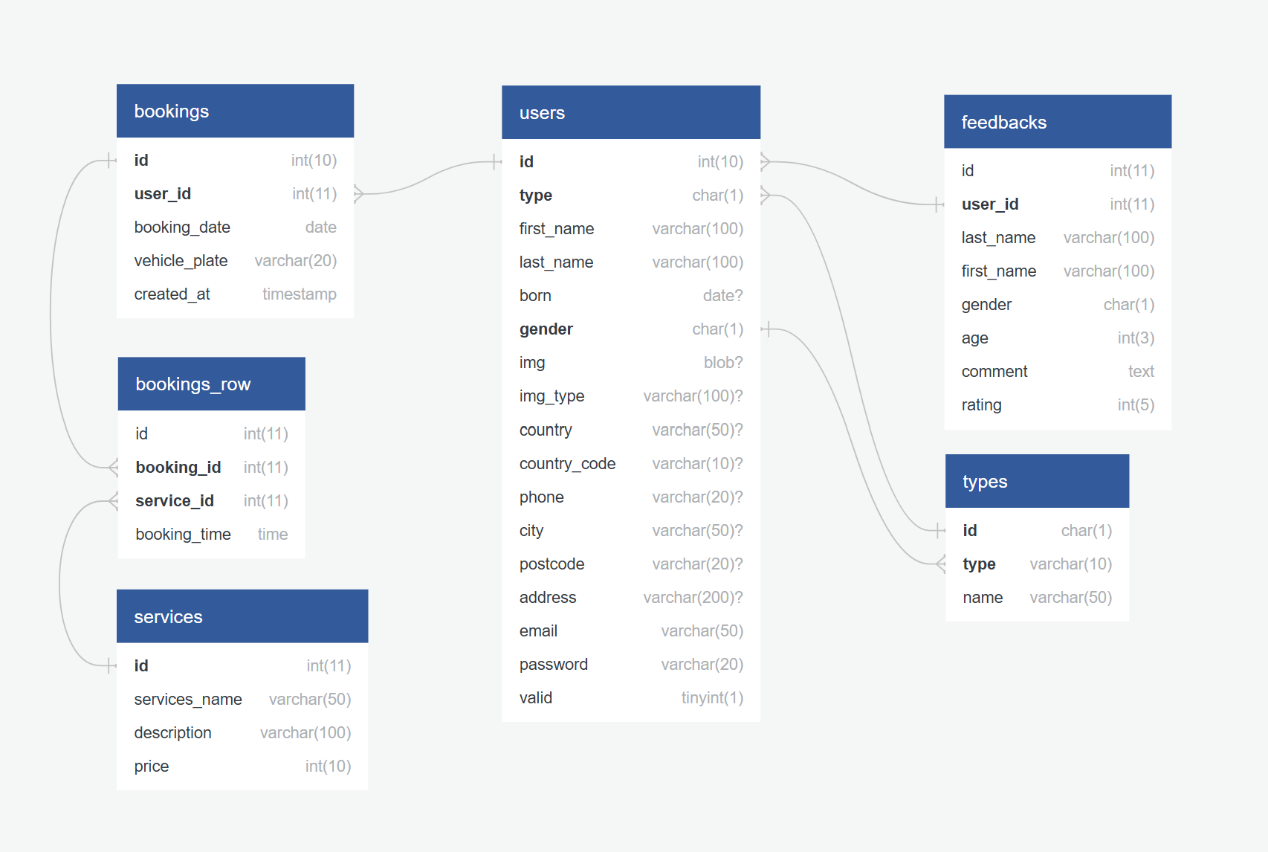 bookings
id int(10)
user_id int(11)
booking_date date
vehicle_plate varchar(20)
created_at timestamp
bookings_row
id int(11)
booking_id int(11)
service_id int(11)
booking_time time
services
id int(11)
services_name varchar(50)
description varchar(100)
price int(10)
users
id int(10)
type char(1)
first_name varchar(100)
last_name varchar(100)
born date?
gender char(1)
img blob?
img_type varchar(100)?
country varchar(50)?
country_code varchar(10)?
phone varchar(20)?
city varchar(50)?
postcode varchar(20)?
address varchar(200)?
email varchar(50)
password varchar(20)
valid tinyint(1)
feedbacks
id int(11)
user_id int(11)
last_name varchar(100)
first_name varchar(100)
gender char(1)
age int(3)
comment text
rating int(5)
types
id char(1)
type varchar(10)
name varchar(50)